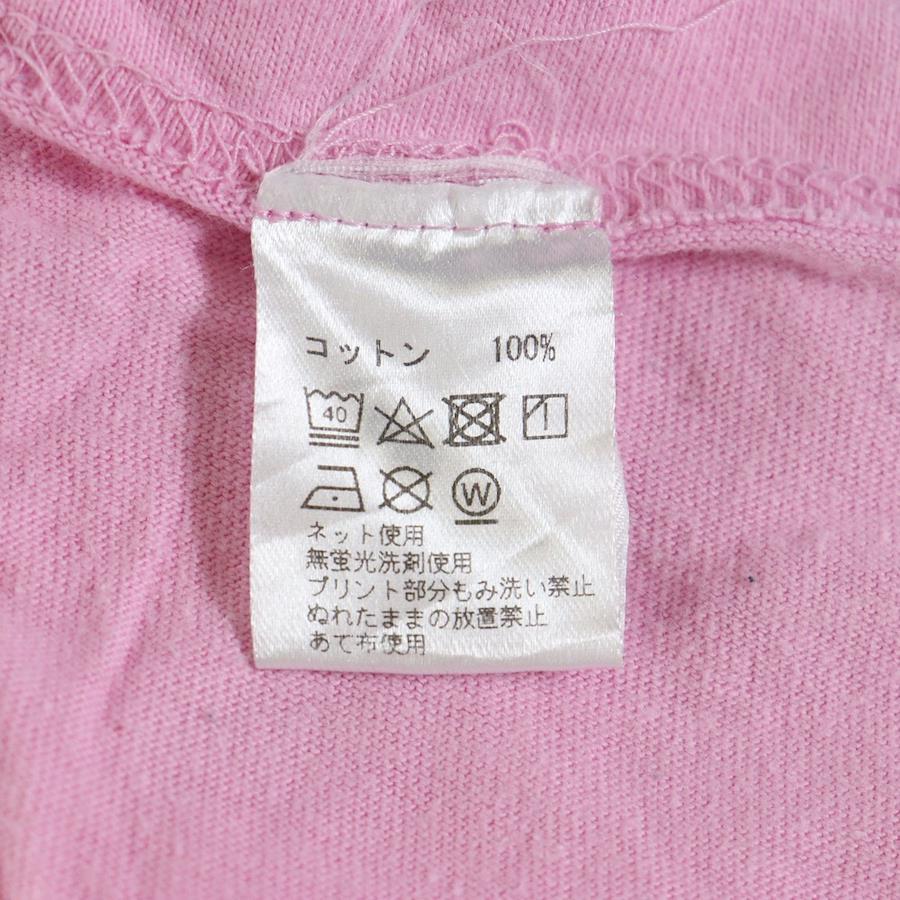 コットン 100%
40
W
ネット使用
無蛍光洗剤使用
プリント部分もみ洗い禁止
ぬれたままの放置禁止
あて布使用